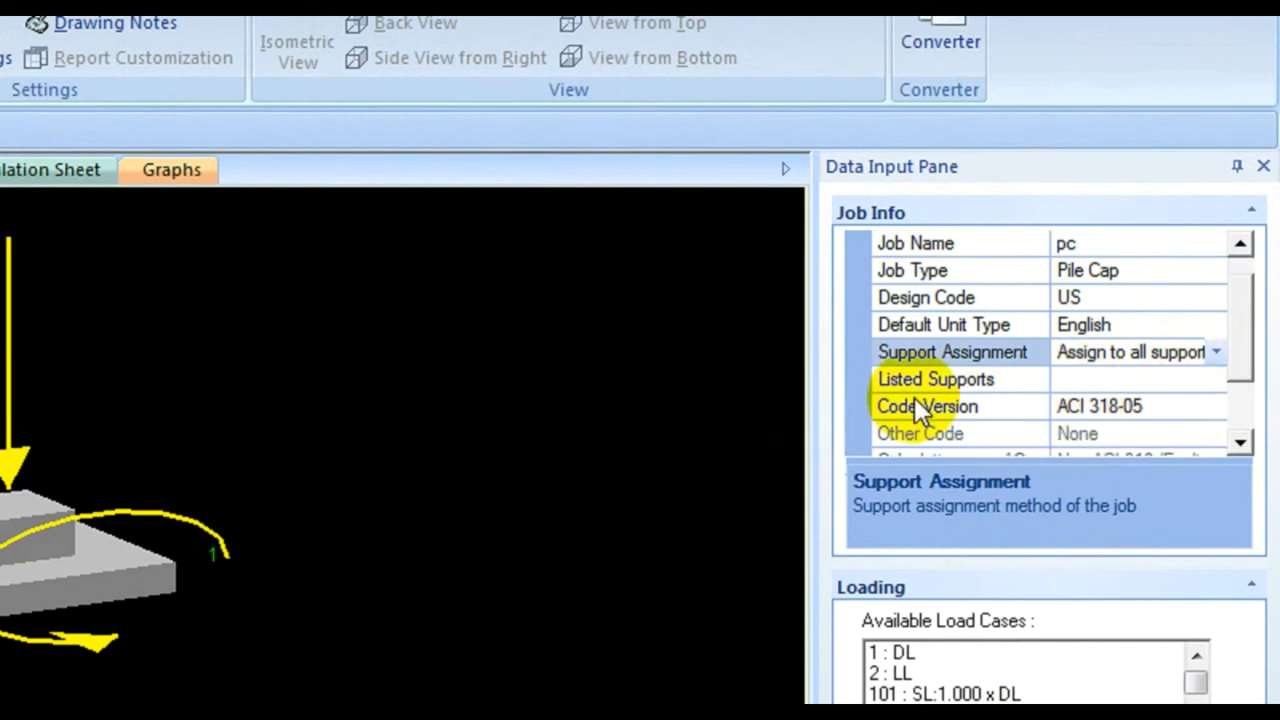 Drawing Notes
Back View
View from Top
Isometric
View
Converter
gs
Report Customization
Side View from Right
View from Bottom
Settings
View
Converter
lation Sheet
Graphs
Data Input Pane
Job Info
Job Name pc
Job Type Pile Cap
Design Code US
Default Unit Type English
Support Assignment Assign to all support
Listed Supports
Code Version ACI 318-05
Other Code None
1
Support Assignment
Support assignment method of the job
Loading
Available Load Cases :
1 : DL
2 : LL
101 : SL:1.000 x DL